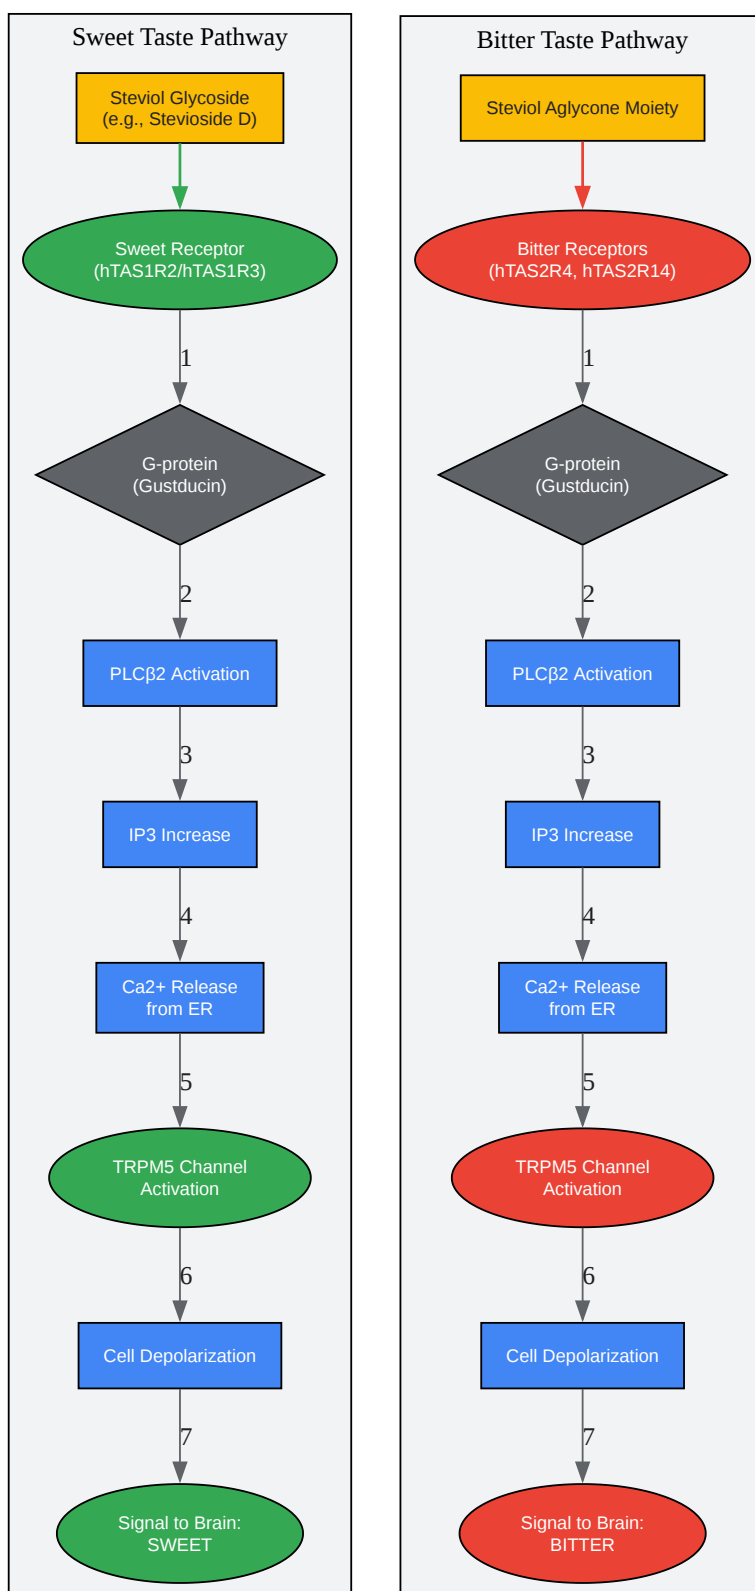 Sweet Taste Pathway
Steviol Glycoside
(e.g., Stevioside D)
Sweet Receptor
(hTAS1R2/hTAS1R3)
1
G-protein
(Gustducin)
2
PLCβ2 Activation
3
IP3 Increase
4
Ca2+ Release
from ER
5
TRPM5 Channel
Activation
6
Cell Depolarization
7
Signal to Brain:
SWEET
Bitter Taste Pathway
Steviol Aglycone Moiety
Bitter Receptors
(hTAS2R4, hTAS2R14)
1
G-protein
(Gustducin)
2
PLCβ2 Activation
3
IP3 Increase
4
Ca2+ Release
from ER
5
TRPM5 Channel
Activation
6
Cell Depolarization
7
Signal to Brain:
BITTER